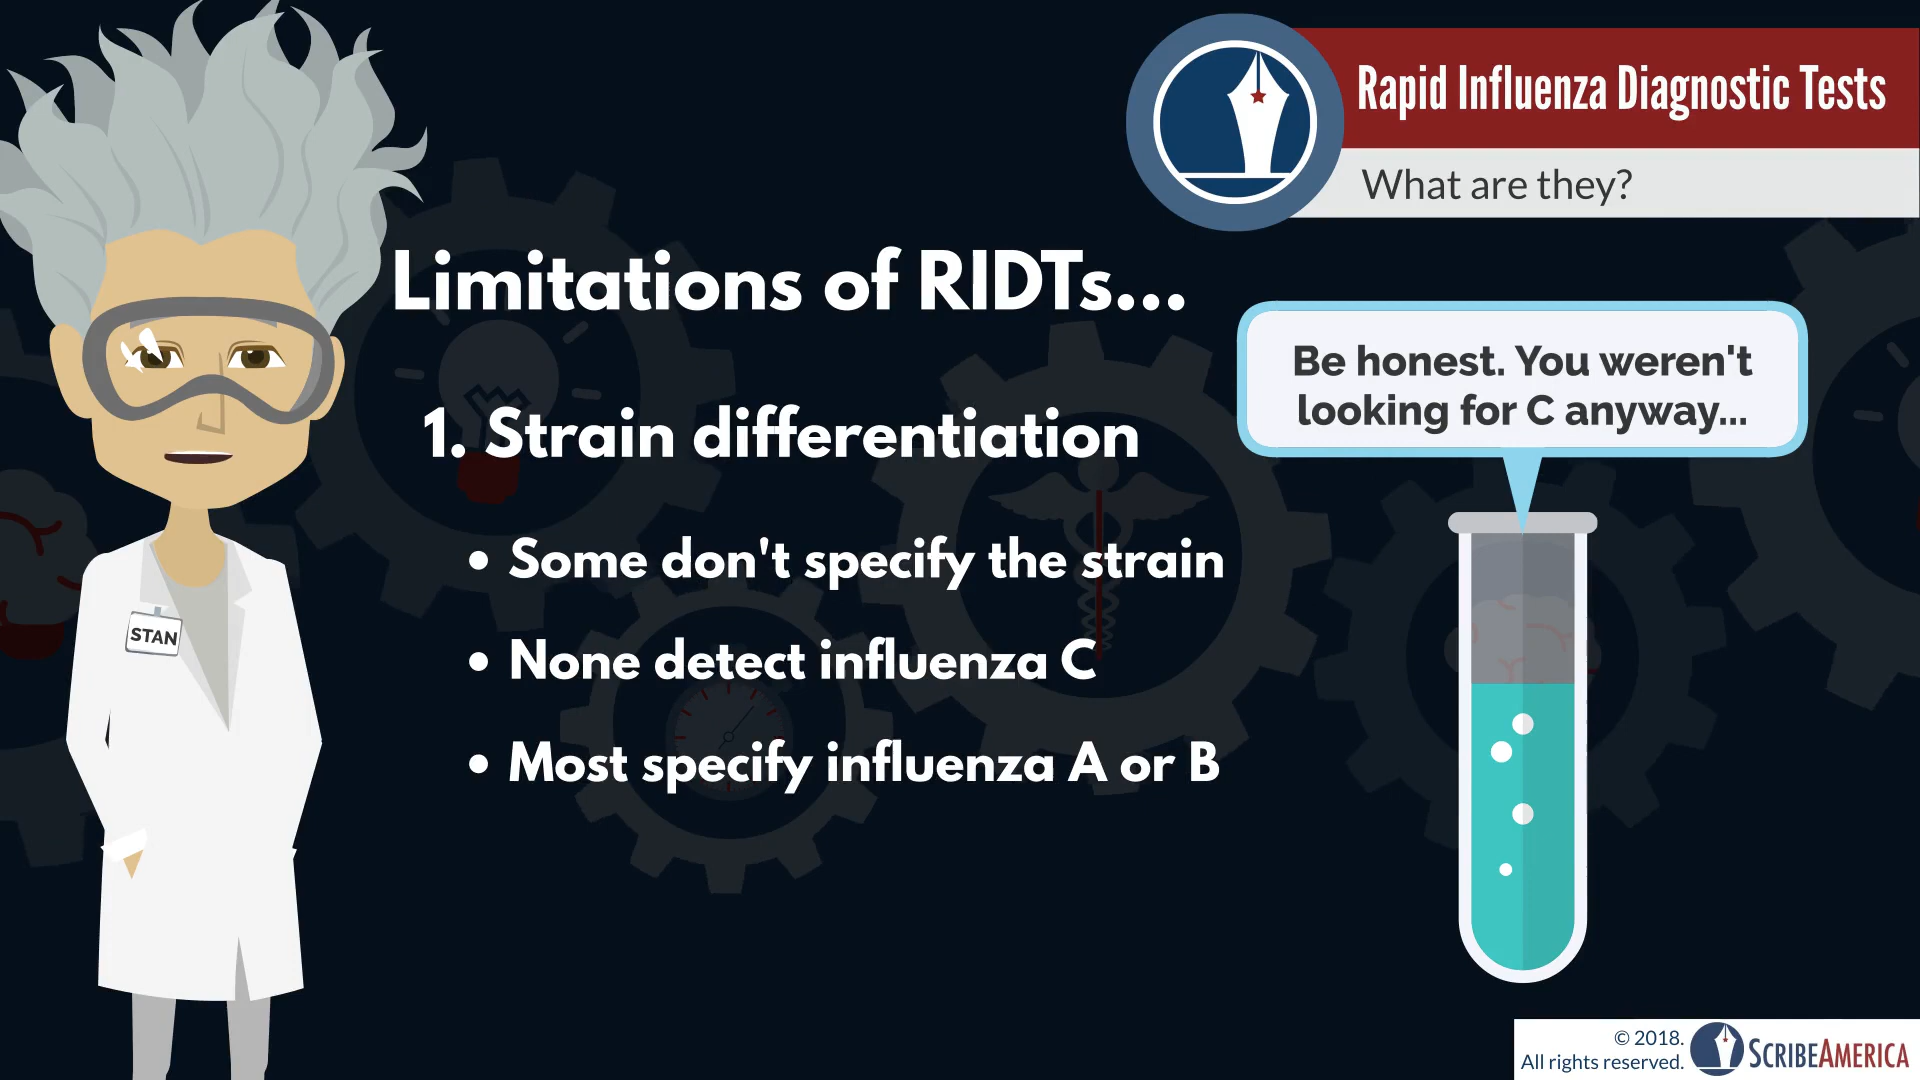 Rapid Influenza Diagnostic Tests
What are they?
Limitations of RIDTs...
Be honest. You weren't
looking for C anyway...
1. Strain differentiation
• Some don't specify the strain
• None detect influenza C
• Most specify influenza A or B
STAN
© 2018.
All rights reserved.
SCRIBEAMERICA